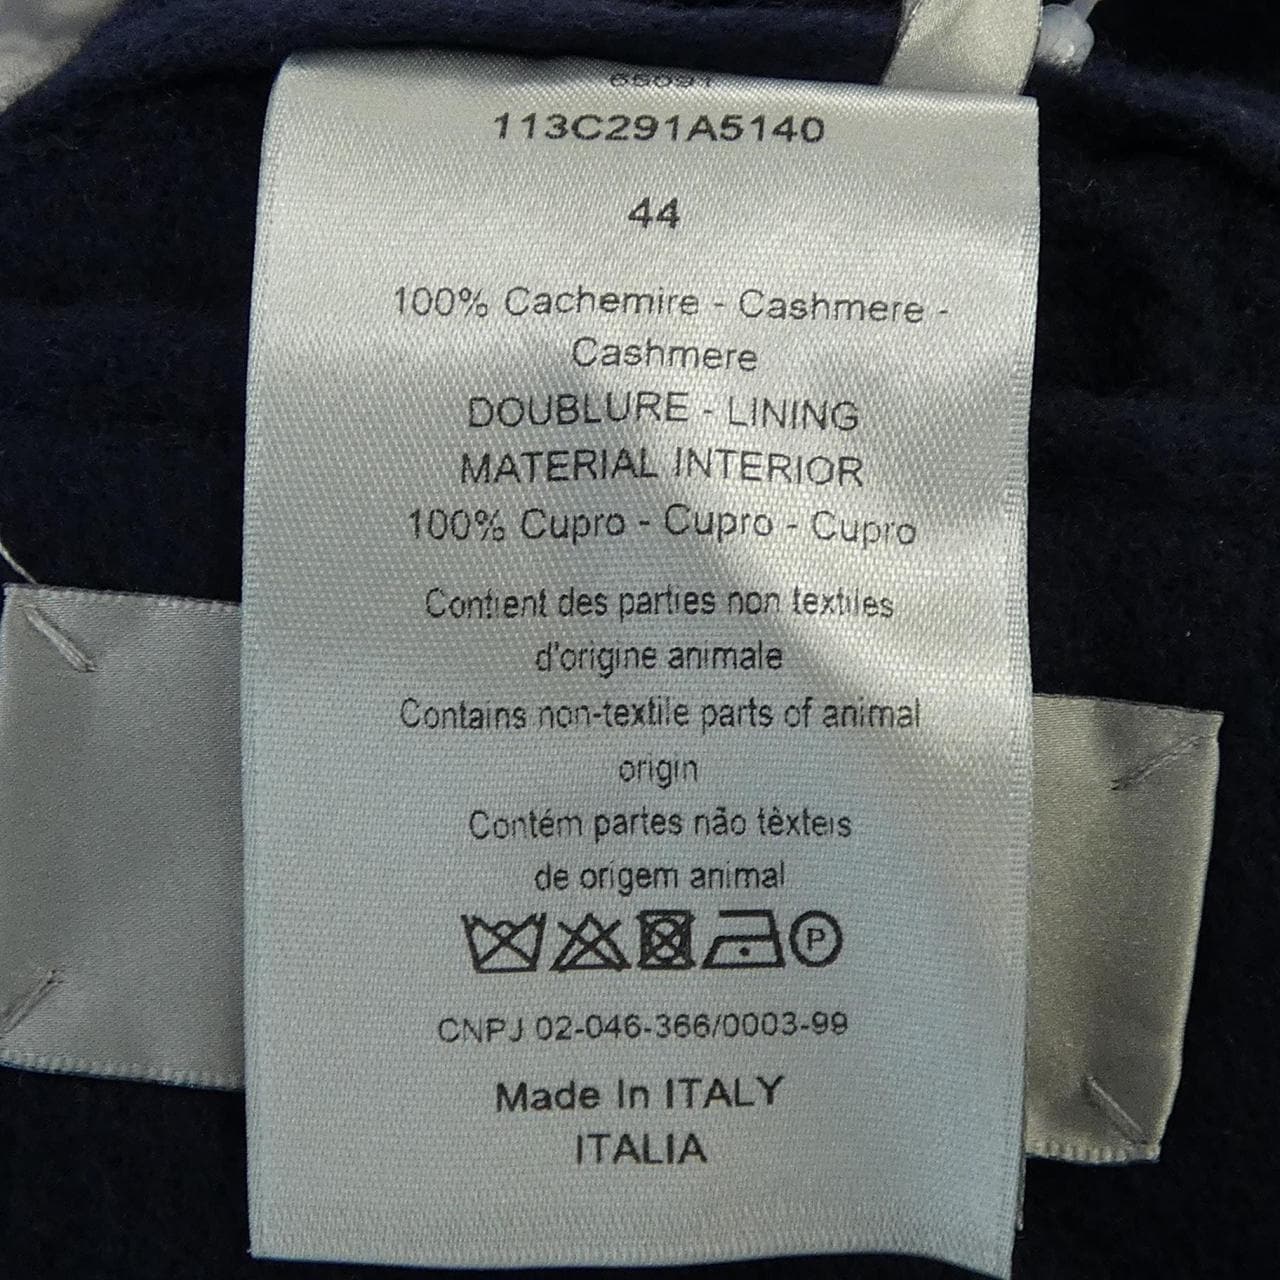 113C291A5140
44
100% Cachemire - Cashmere -
Cashmere
DOUBLURE - LINING
MATERIAL INTERIOR
100% Cupro - Cupro - Cupro
Contient des parties non textiles
d'origine animale
Contains non-textile parts of animal
origin
Contém partes não têxteis
de origem animal
P
CNPJ 02-046-366/0003-99
Made In ITALY
ITALIA